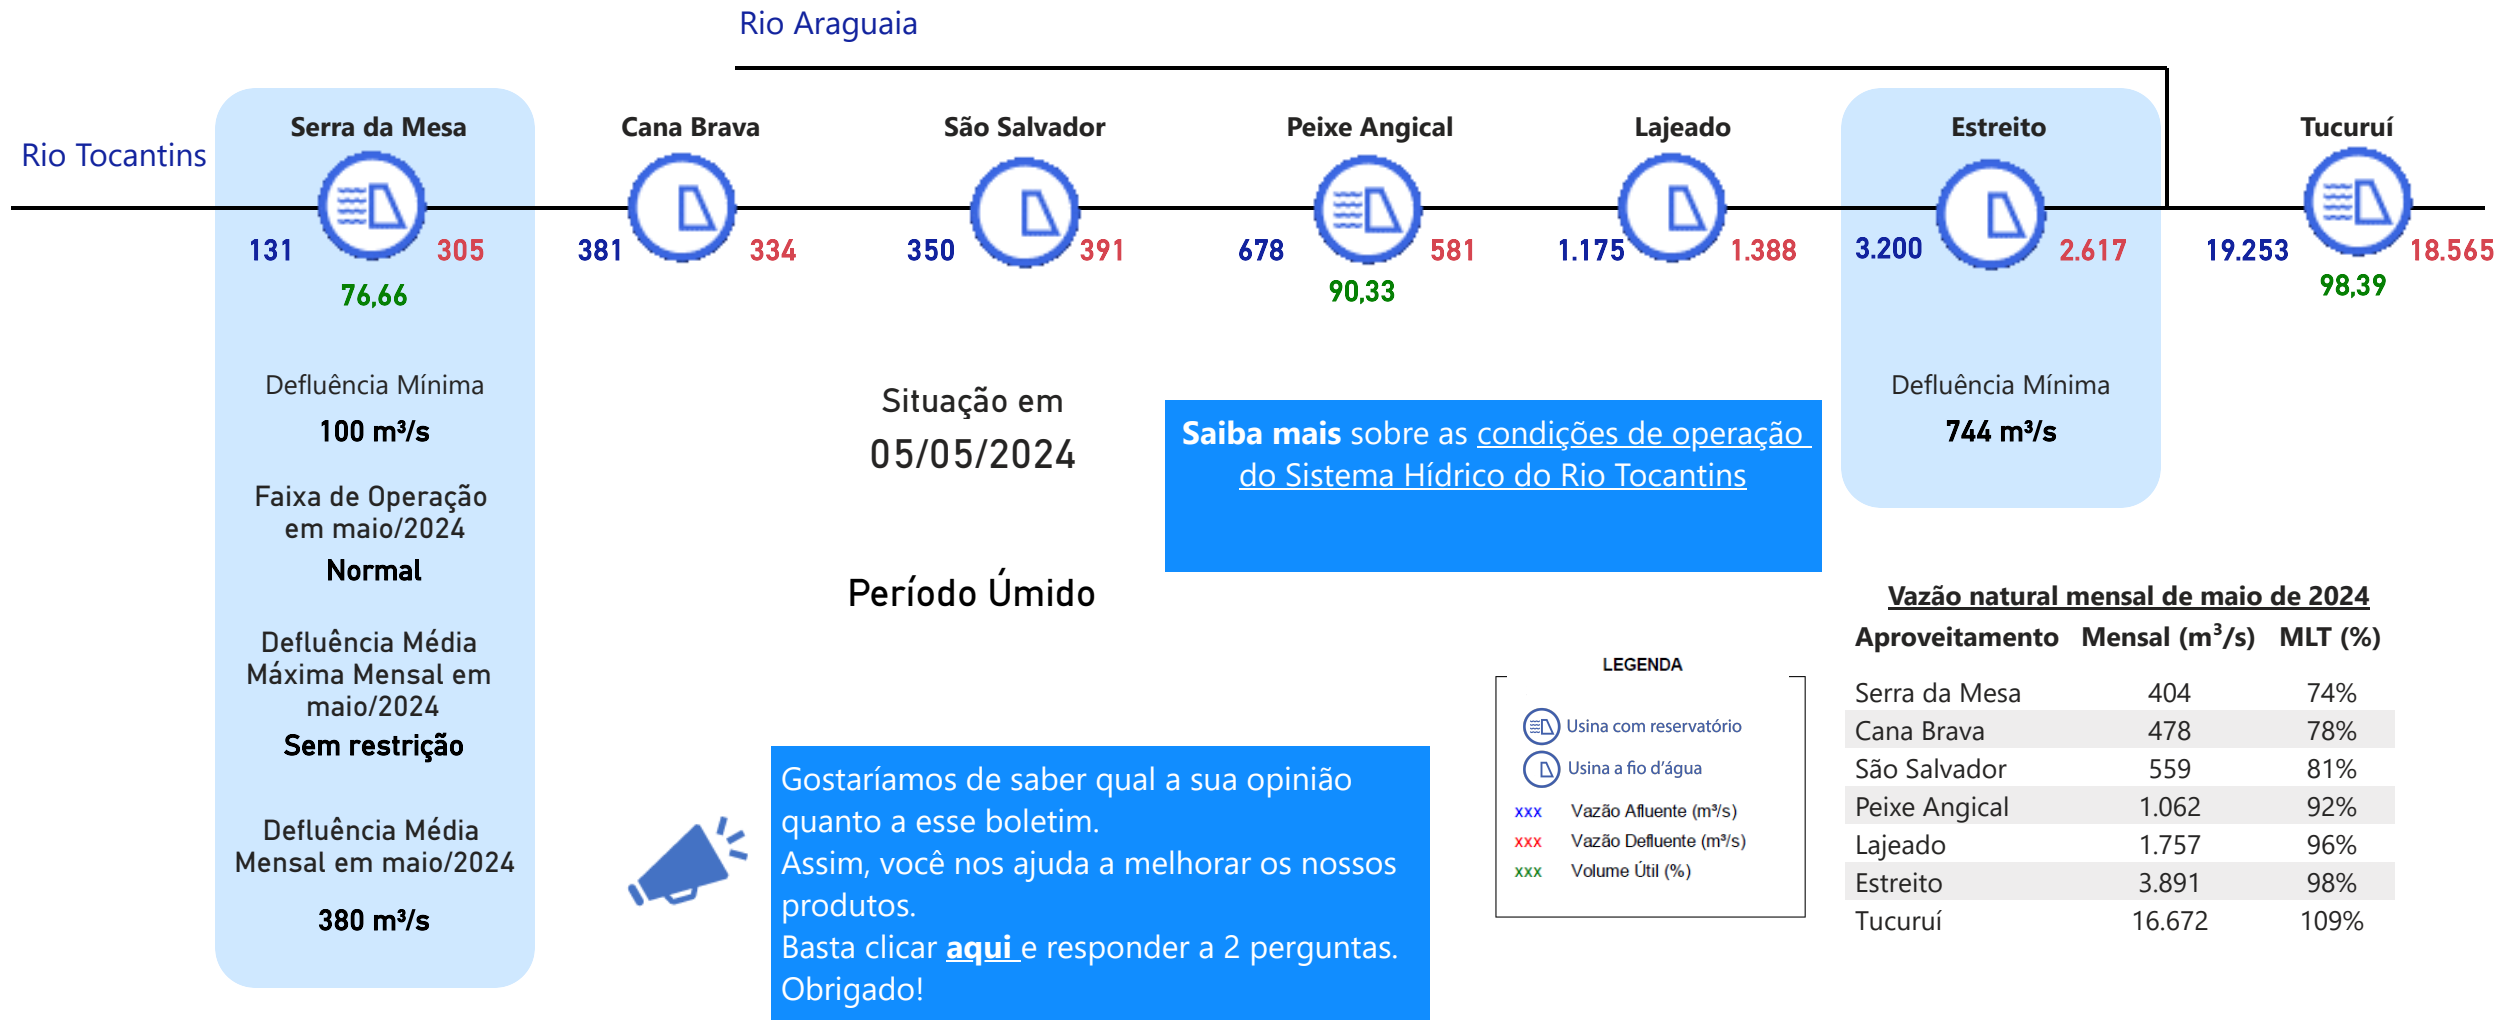 Rio Araguaia
Rio Tocantins
Serra da Mesa
Cana Brava
São Salvador
Peixe Angical
Lajeado
Estreito
Tucuruí
131
305
381
334
350
391
678
581
1.175
1.388
3.200
2.617
19.253
18.565
76,66
90,33
98,39
Defluência Mínima
100 m³/s
Faixa de Operação
em maio/2024
Normal
Defluência Média
Máxima Mensal em
maio/2024
Sem restrição
Defluência Média
Mensal em maio/2024
380 m³/s
Situação em
05/05/2024
Período Úmido
Saiba mais sobre as condições de operação
do Sistema Hídrico do Rio Tocantins
Defluência Mínima
744 m³/s
Gostaríamos de saber qual a sua opinião
quanto a esse boletim.
Assim, você nos ajuda a melhorar os nossos
produtos.
Basta clicar aqui e responder a 2 perguntas.
Obrigado!
LEGENDA
Usina com reservatório
Usina a fio d'água
xxx Vazão Afluente (m³/s)
xxx Vazão Defluente (m³/s)
xxx Volume Útil (%)
Vazão natural mensal de maio de 2024
Aproveitamento Mensal (m³/s) MLT (%)
Serra da Mesa 404 74%
Cana Brava 478 78%
São Salvador 559 81%
Peixe Angical 1.062 92%
Lajeado 1.757 96%
Estreito 3.891 98%
Tucuruí 16.672 109%